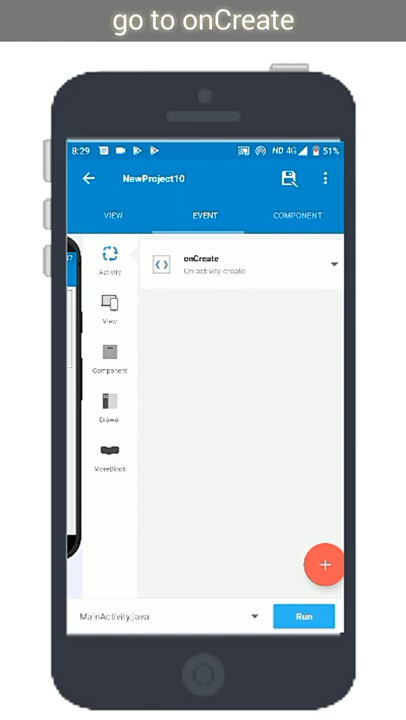 go to onCreate
8:29
HD 4G 51%
NewProject10
VIEW EVENT COMPONENT
Activity
onCreate
On activity create
View
Component
Drawer
MoreBlock
MainActivity.java
Run